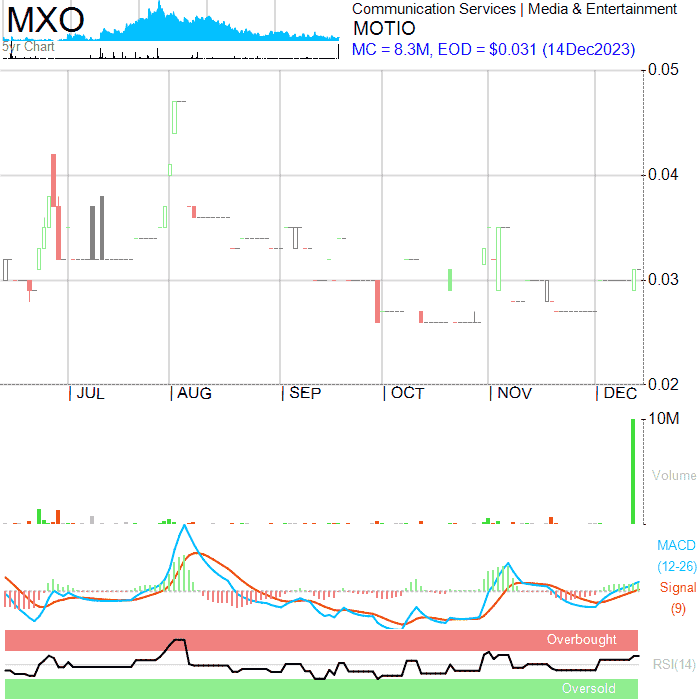 MXO
5yr Chart
Communication Services | Media & Entertainment
MOTIO
MC = 8.3M, EOD = $0.031 (14Dec2023)
0.05
0.04
0.03
0.02
JUL
AUG
SEP
OCT
NOV
DEC
10M
Volume
MACD
(12-26)
Signal
(9)
Overbought
RSI(14)
Oversold